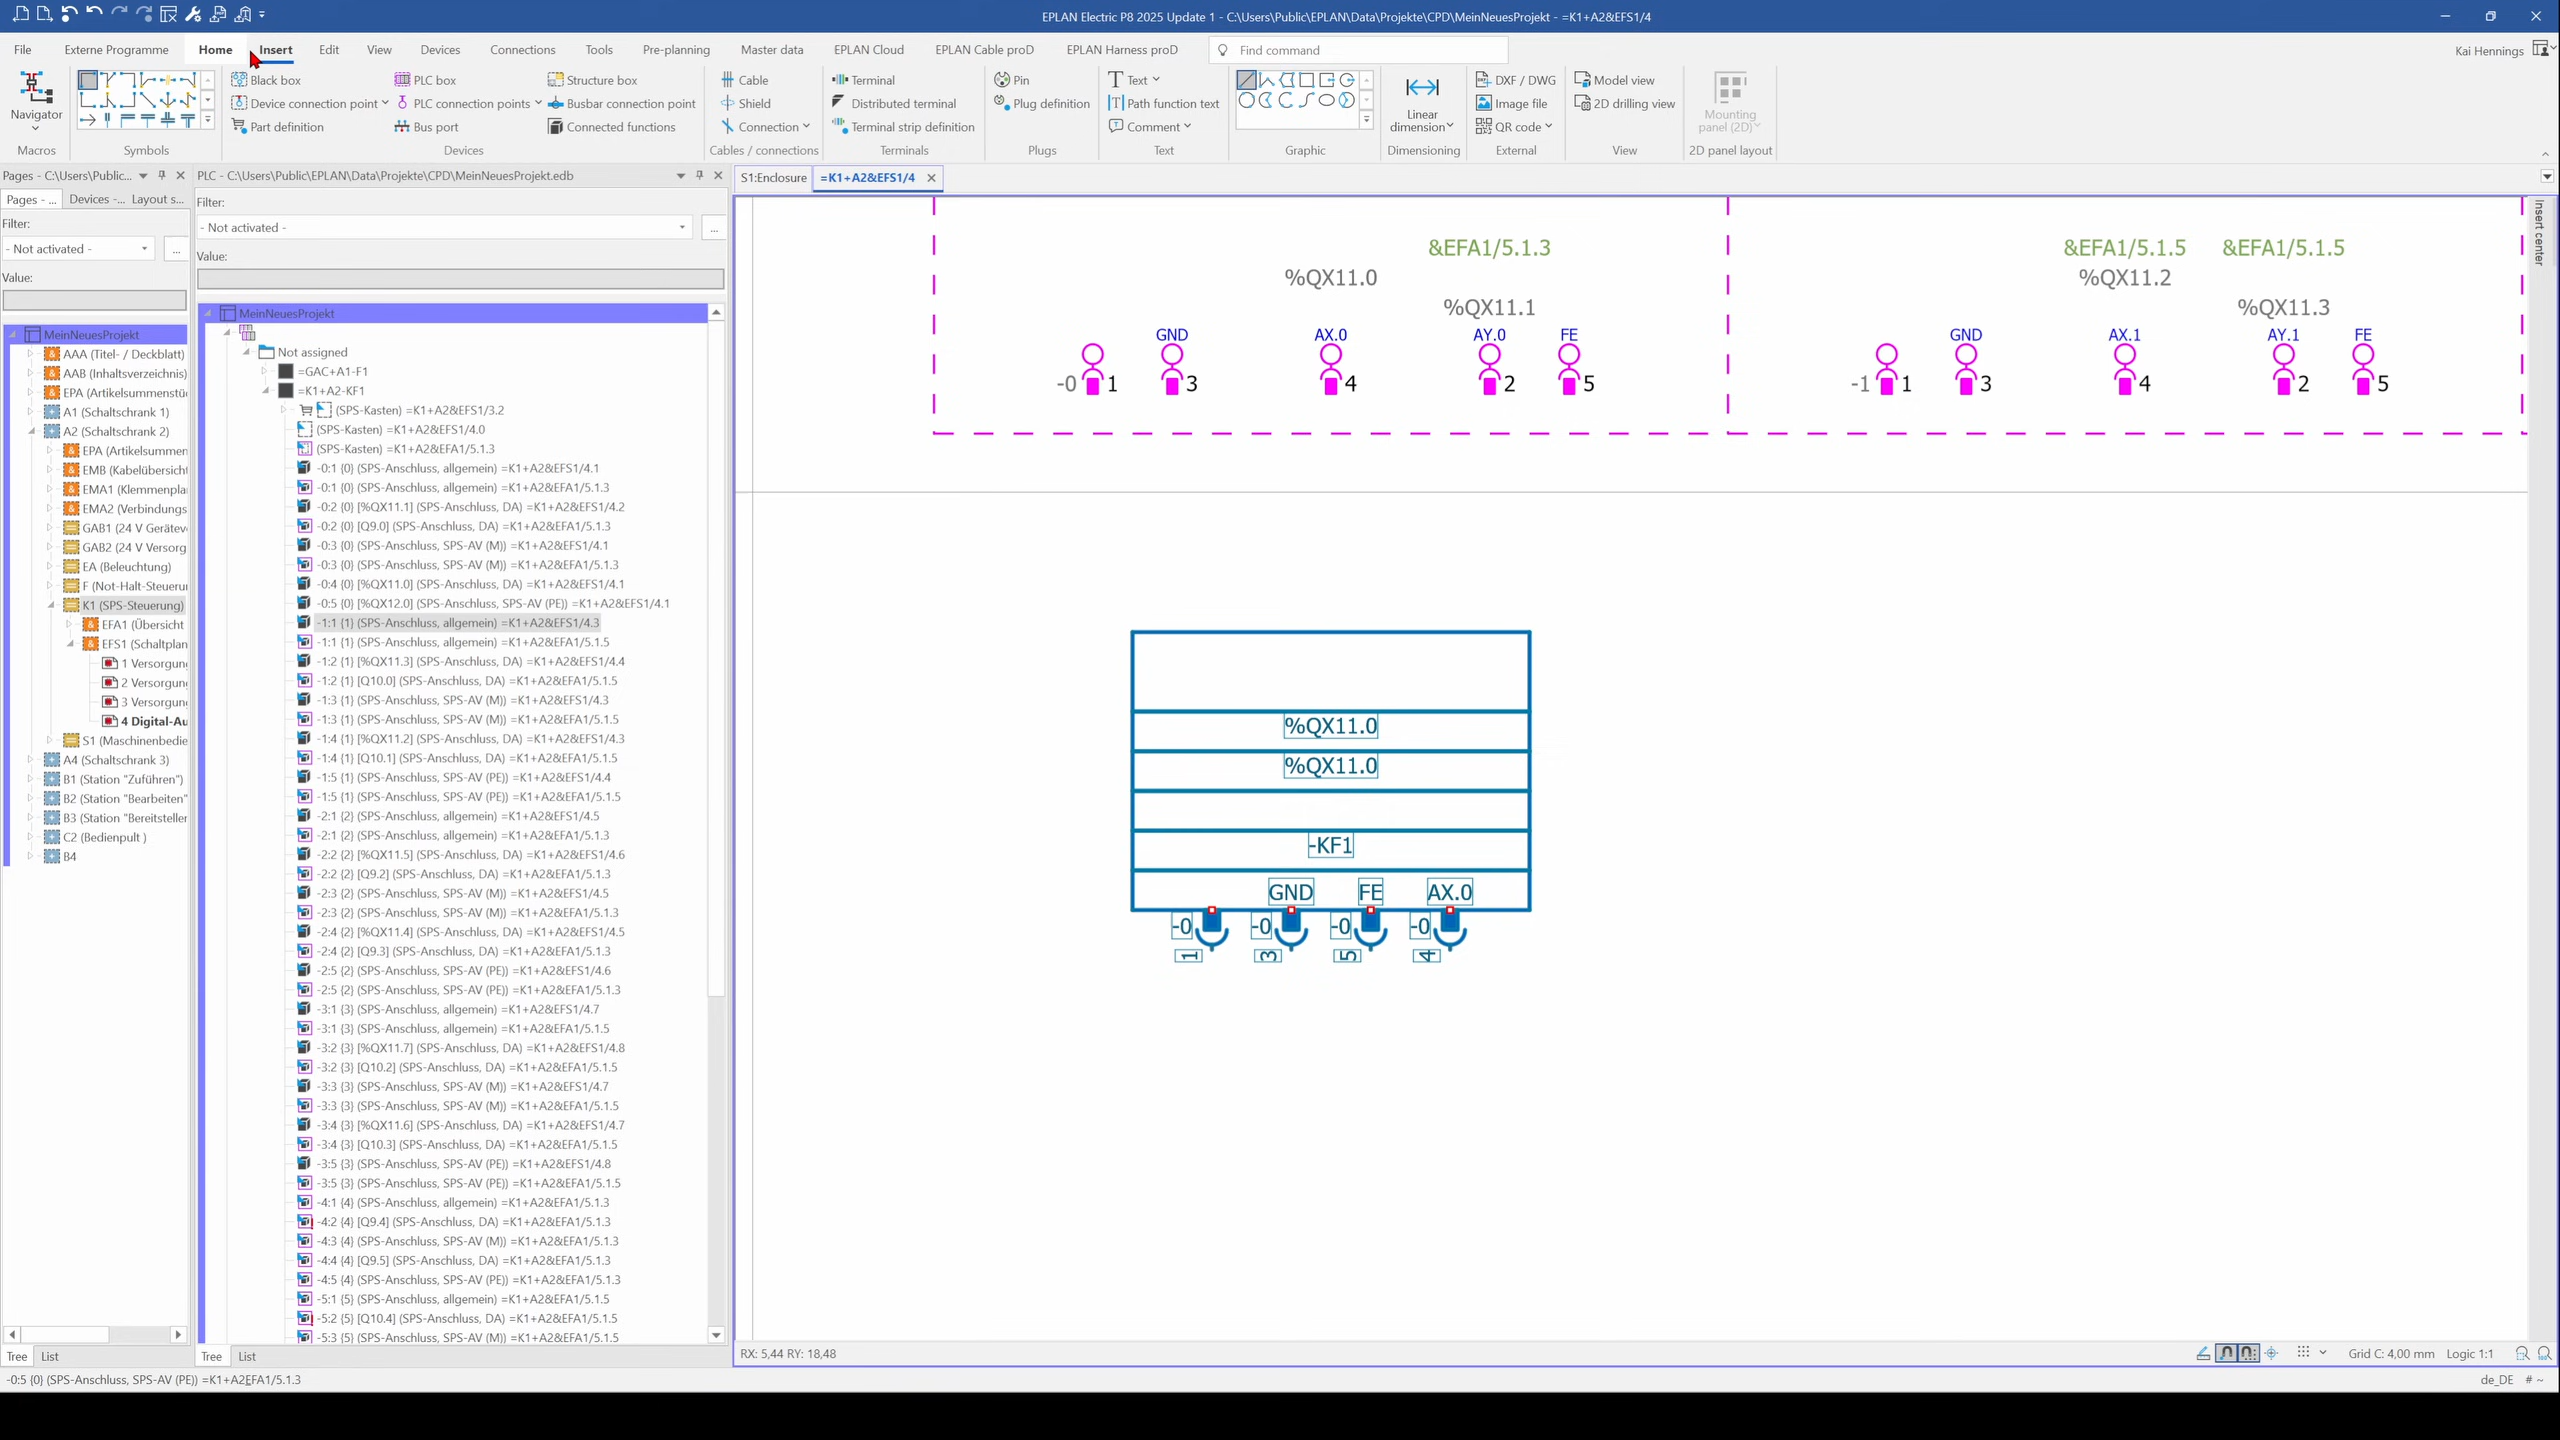 EPLAN Electric P8 2025 Update 1 - C:\Users\Public\EPLAN\Data\Projekte\CPD\MeinNeuesProjekt - =K1+A2&EFS1/4
File Externe Programme Home Insert Edit View Devices Connections Tools Pre-planning Master data EPLAN Cloud EPLAN Cable proD EPLAN Harness proD Find command Kai Hennings
Navigator
Macros
Symbols
Black box PLC box Structure box
Device connection point PLC connection points Busbar connection point
Part definition Bus port Connected functions
Devices
Cable
Shield
Connection
Cables / connections
Terminal
Distributed terminal
Terminal strip definition
Terminals
Pin
Plug definition
Plugs
Text
Path function text
Comment
Text
Graphic
Linear dimension
Dimensioning
DXF / DWG
Image file
QR code
External
Model view
2D drilling view
View
Mounting panel (2D)
2D panel layout
Pages - C:\Users\Public...
Pages - ... Devices -... Layout s...
Filter:
- Not activated -
...
Value:
MeinNeuesProjekt
AAA (Titel- / Deckblatt)
AAB (Inhaltsverzeichnis)
EPA (Artikelsummenstü
A1 (Schaltschrank 1)
A2 (Schaltschrank 2)
EPA (Artikelsummer
EMB (Kabelübersich
EMA1 (Klemmenpla
EMA2 (Verbindungs
GAB1 (24 V Gerätev
GAB2 (24 V Versorg
EA (Beleuchtung)
F (Not-Halt-Steuerur
K1 (SPS-Steuerung)
EFA1 (Übersicht
EFS1 (Schaltplan
1 Versorgung
2 Versorgung
3 Versorgung
4 Digital-Au
S1 (Maschinenbedie
A4 (Schaltschrank 3)
B1 (Station "Zuführen")
B2 (Station "Bearbeiten"
B3 (Station "Bereitsteller
C2 (Bedienpult )
B4
Tree List
PLC - C:\Users\Public\EPLAN\Data\Projekte\CPD\MeinNeuesProjekt.edb
Filter:
- Not activated -
...
Value:
MeinNeuesProjekt
Not assigned
=GAC+A1-F1
=K1+A2-KF1
(SPS-Kasten) =K1+A2&EFS1/3.2
(SPS-Kasten) =K1+A2&EFS1/4.0
(SPS-Kasten) =K1+A2&EFA1/5.1.3
-0:1 {0} (SPS-Anschluss, allgemein) =K1+A2&EFS1/4.1
-0:1 {0} (SPS-Anschluss, allgemein) =K1+A2&EFA1/5.1.3
-0:2 {0} [%QX11.1] (SPS-Anschluss, DA) =K1+A2&EFS1/4.2
-0:2 {0} [Q9.0] (SPS-Anschluss, DA) =K1+A2&EFA1/5.1.3
-0:3 {0} (SPS-Anschluss, SPS-AV (M)) =K1+A2&EFS1/4.1
-0:3 {0} (SPS-Anschluss, SPS-AV (M)) =K1+A2&EFA1/5.1.3
-0:4 {0} [%QX11.0] (SPS-Anschluss, DA) =K1+A2&EFS1/4.1
-0:5 {0} [%QX12.0] (SPS-Anschluss, SPS-AV (PE)) =K1+A2&EFS1/4.1
-1:1 {1} (SPS-Anschluss, allgemein) =K1+A2&EFS1/4.3
-1:1 {1} (SPS-Anschluss, allgemein) =K1+A2&EFA1/5.1.5
-1:2 {1} [%QX11.3] (SPS-Anschluss, DA) =K1+A2&EFS1/4.4
-1:2 {1} [Q10.0] (SPS-Anschluss, DA) =K1+A2&EFA1/5.1.5
-1:3 {1} (SPS-Anschluss, SPS-AV (M)) =K1+A2&EFS1/4.3
-1:3 {1} (SPS-Anschluss, SPS-AV (M)) =K1+A2&EFA1/5.1.5
-1:4 {1} [%QX11.2] (SPS-Anschluss, DA) =K1+A2&EFS1/4.3
-1:4 {1} [Q10.1] (SPS-Anschluss, DA) =K1+A2&EFA1/5.1.5
-1:5 {1} (SPS-Anschluss, SPS-AV (PE)) =K1+A2&EFS1/4.4
-1:5 {1} (SPS-Anschluss, SPS-AV (PE)) =K1+A2&EFA1/5.1.5
-2:1 {2} (SPS-Anschluss, allgemein) =K1+A2&EFS1/4.5
-2:1 {2} (SPS-Anschluss, allgemein) =K1+A2&EFA1/5.1.3
-2:2 {2} [%QX11.5] (SPS-Anschluss, DA) =K1+A2&EFS1/4.6
-2:2 {2} [Q9.2] (SPS-Anschluss, DA) =K1+A2&EFA1/5.1.3
-2:3 {2} (SPS-Anschluss, SPS-AV (M)) =K1+A2&EFS1/4.5
-2:3 {2} (SPS-Anschluss, SPS-AV (M)) =K1+A2&EFA1/5.1.3
-2:4 {2} [%QX11.4] (SPS-Anschluss, DA) =K1+A2&EFS1/4.5
-2:4 {2} [Q9.3] (SPS-Anschluss, DA) =K1+A2&EFA1/5.1.3
-2:5 {2} (SPS-Anschluss, SPS-AV (PE)) =K1+A2&EFS1/4.6
-2:5 {2} (SPS-Anschluss, SPS-AV (PE)) =K1+A2&EFA1/5.1.3
-3:1 {3} (SPS-Anschluss, allgemein) =K1+A2&EFS1/4.7
-3:1 {3} (SPS-Anschluss, allgemein) =K1+A2&EFA1/5.1.5
-3:2 {3} [%QX11.7] (SPS-Anschluss, DA) =K1+A2&EFS1/4.8
-3:2 {3} [Q10.2] (SPS-Anschluss, DA) =K1+A2&EFA1/5.1.5
-3:3 {3} (SPS-Anschluss, SPS-AV (M)) =K1+A2&EFS1/4.7
-3:3 {3} (SPS-Anschluss, SPS-AV (M)) =K1+A2&EFA1/5.1.5
-3:4 {3} [%QX11.6] (SPS-Anschluss, DA) =K1+A2&EFS1/4.7
-3:4 {3} [Q10.3] (SPS-Anschluss, DA) =K1+A2&EFA1/5.1.5
-3:5 {3} (SPS-Anschluss, SPS-AV (PE)) =K1+A2&EFS1/4.8
-3:5 {3} (SPS-Anschluss, SPS-AV (PE)) =K1+A2&EFA1/5.1.5
-4:1 {4} (SPS-Anschluss, allgemein) =K1+A2&EFA1/5.1.3
-4:2 {4} [Q9.4] (SPS-Anschluss, DA) =K1+A2&EFA1/5.1.3
-4:3 {4} (SPS-Anschluss, SPS-AV (M)) =K1+A2&EFA1/5.1.3
-4:4 {4} [Q9.5] (SPS-Anschluss, DA) =K1+A2&EFA1/5.1.3
-4:5 {4} (SPS-Anschluss, SPS-AV (PE)) =K1+A2&EFA1/5.1.3
-5:1 {5} (SPS-Anschluss, allgemein) =K1+A2&EFA1/5.1.5
-5:2 {5} [Q10.4] (SPS-Anschluss, DA) =K1+A2&EFA1/5.1.5
-5:3 {5} (SPS-Anschluss, SPS-AV (M)) =K1+A2&EFA1/5.1.5
Tree List
S1:Enclosure =K1+A2&EFS1/4
Insert center
&EFA1/5.1.3 &EFA1/5.1.5 &EFA1/5.1.5
%QX11.0 %QX11.2
%QX11.1 %QX11.3
GND AX.0 AY.0 FE GND AX.1 AY.1 FE
-0 1 3 4 2 5 -1 1 3 4 2 5
%QX11.0
%QX11.0
-KF1
GND FE AX.0
-0 -0 -0 -0
1 3 5 4
RX: 5,44 RY: 18,48
Grid C: 4,00 mm Logic 1:1
-0:5 {0} (SPS-Anschluss, SPS-AV (PE)) =K1+A2EFA1/5.1.3
de_DE # ~